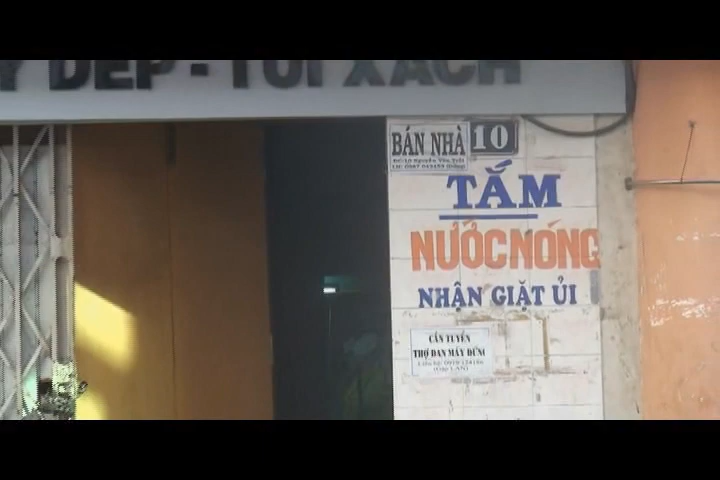 Y DÉP - TÚI XÁCH
BÁN NHÀ
10
TẮM
NƯỚC NÓNG
NHẬN GIẶT ỦI
CẦN TUYỂN
THỢ ĐAN MÁY ĐỨNG